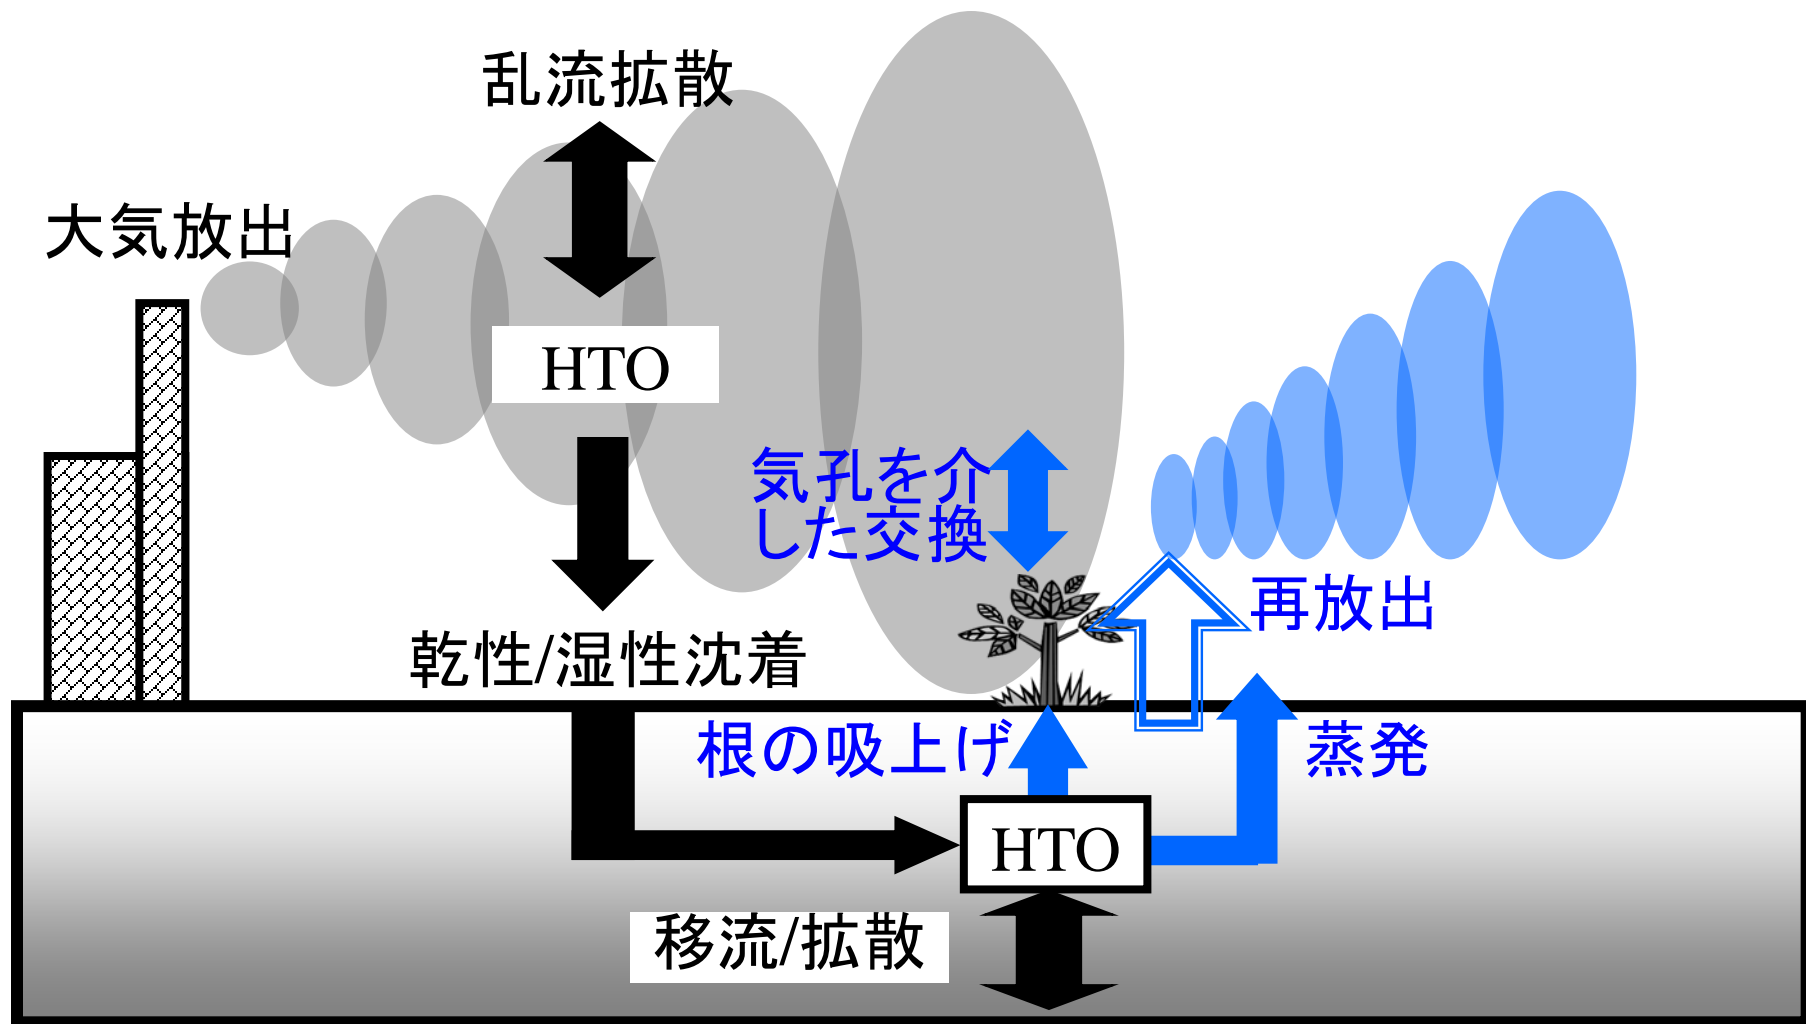 乱流拡散
大気放出
HTO
気孔を介
した交換
再放出
乾性/湿性沈着
根の吸上げ
蒸発
HTO
移流/拡散